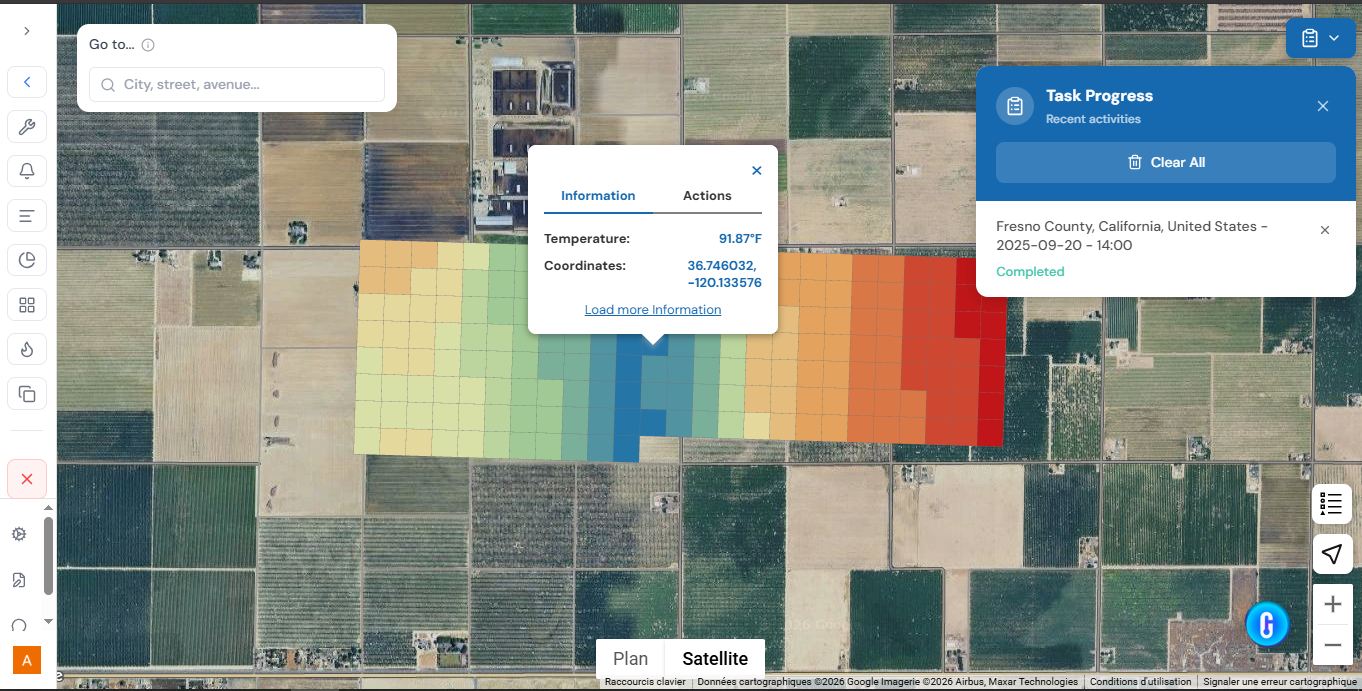 Go to...
City, street, avenue...
Task Progress
Recent activities
Clear All
Fresno County, California, United States -
2025-09-20 - 14:00
Completed
Information
Actions
Temperature:
91.87°F
Coordinates:
36.746032,
-120.133576
Load more Information
A
Plan
Satellite
Raccourcis clavier
Données cartographiques ©2026 Google Imagerie ©2026 Airbus, Maxar Technologies
Conditions d'utilisation
Signaler une erreur cartographique